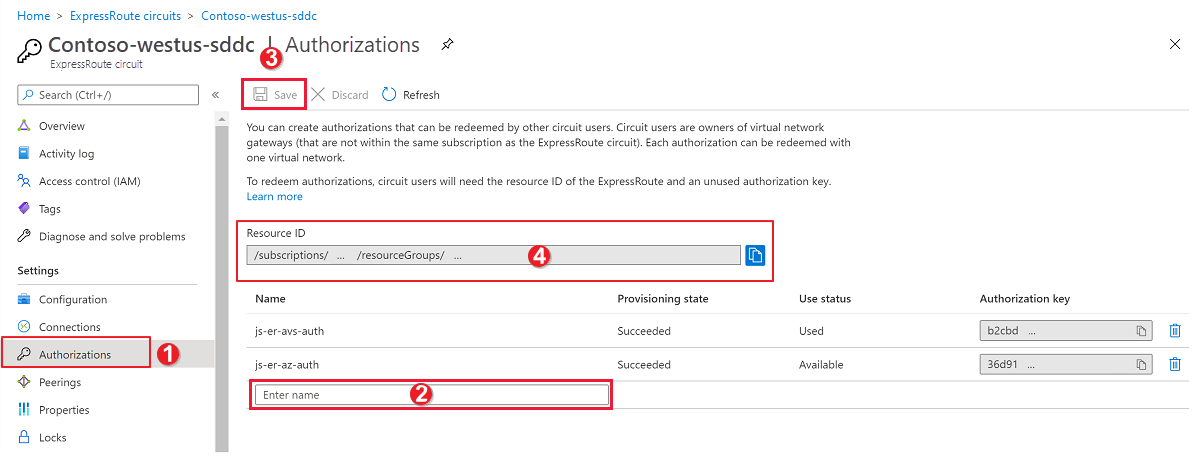 Home > ExpressRoute circuits > Contoso-westus-sddc
Contoso-westus-sddc | Authorizations
ExpressRoute circuit
3
Search (Ctrl+/)
«
Save
Discard
Refresh
Overview
Activity log
Access control (IAM)
Tags
Diagnose and solve problems
Settings
Configuration
Connections
Authorizations
1
Peerings
Properties
Locks
You can create authorizations that can be redeemed by other circuit users. Circuit users are owners of virtual network
gateways (that are not within the same subscription as the ExpressRoute circuit). Each authorization can be redeemed with
one virtual network.
To redeem authorizations, circuit users will need the resource ID of the ExpressRoute and an unused authorization key.
Learn more
Resource ID
/subscriptions/ ... /resourceGroups/ ...
4
Name Provisioning state Use status Authorization key
js-er-avs-auth Succeeded Used b2cbd ...
js-er-az-auth Succeeded Available 36d91 ...
Enter name
2